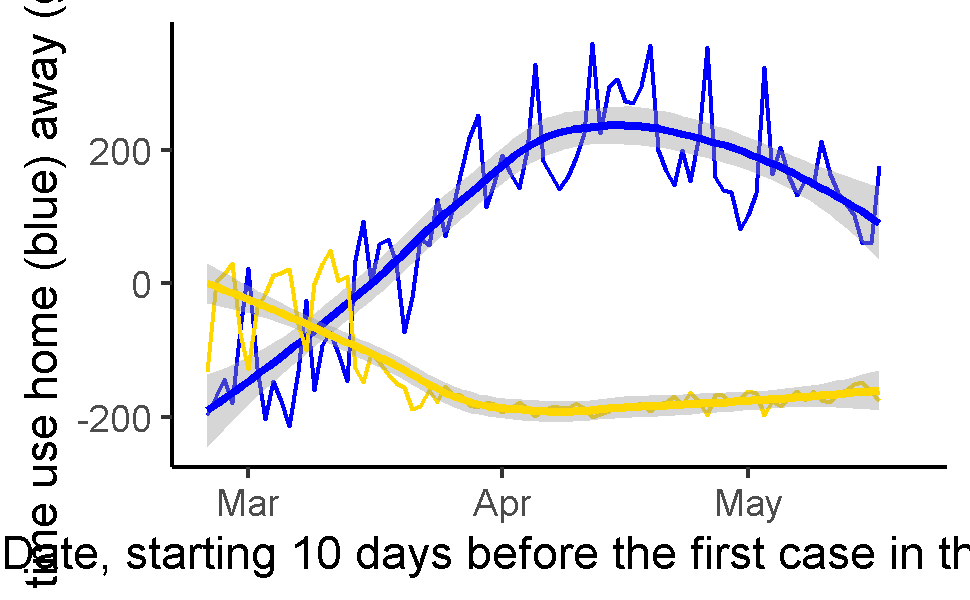 time use home (blue) away (
200
0
-200
Mar Apr May
Date, starting 10 days before the first case in th